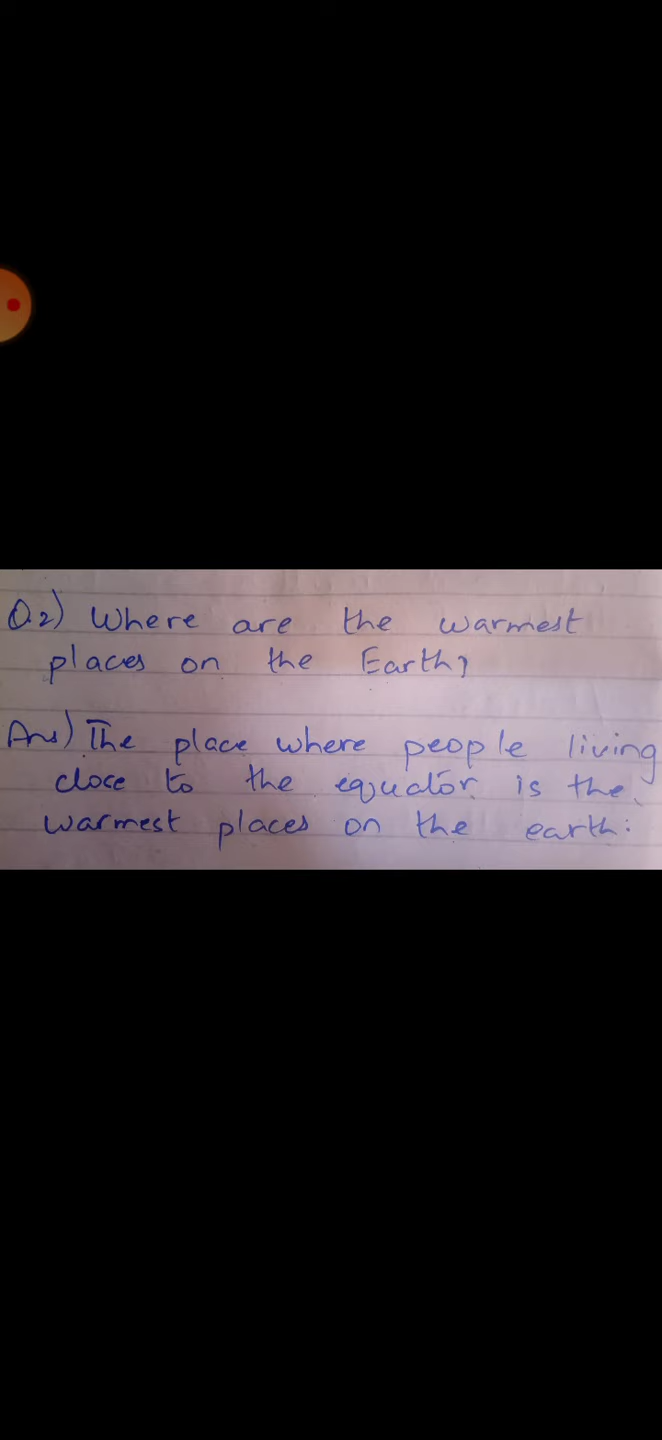 Q.2) Where are the warmest
places on the Earth?
Ans) The place where people living
close to the equator is the
warmest places on the earth: